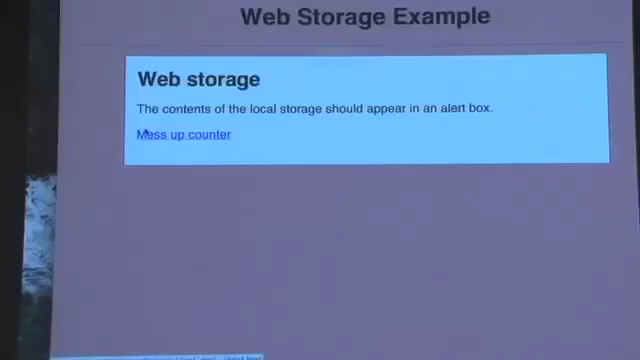 Web Storage Example
Web storage
The contents of the local storage should appear in an alert box.
Mess up counter